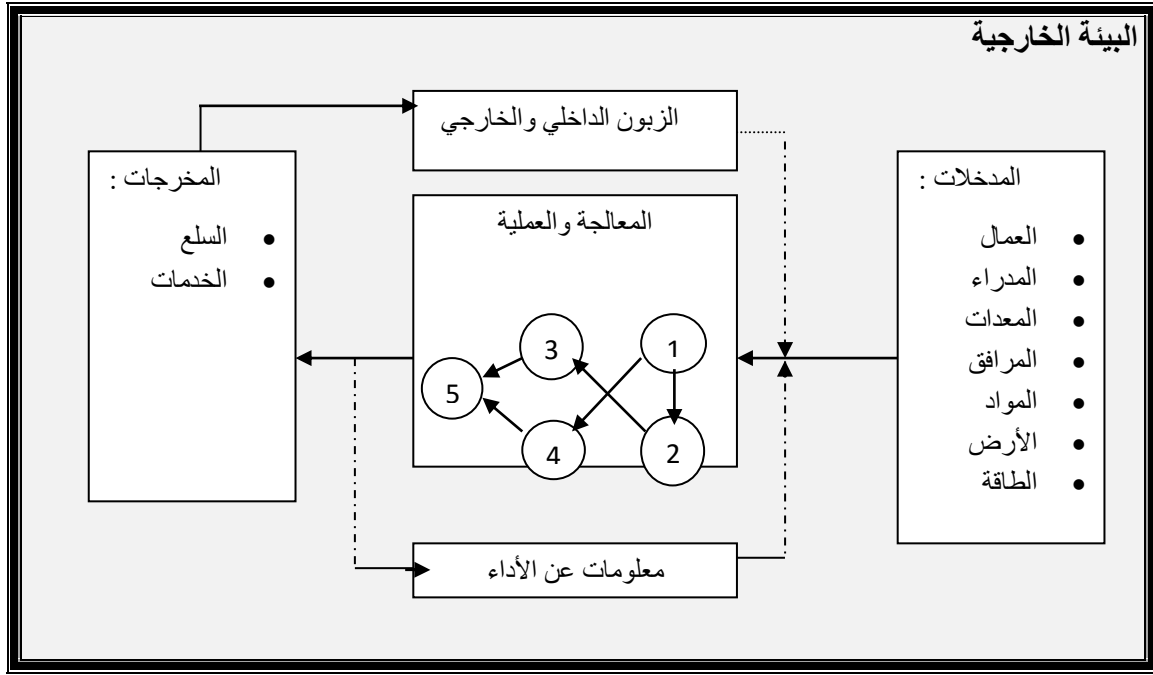 البيئة الخارجية
الزبون الداخلي والخارجي
المدخلات :
• العمال
• المدراء
• المعدات
• المرافق
• المواد
• الأرض
• الطاقة
المعالجة والعملية
1
3
5
4
2
المخرجات :
• السلع
• الخدمات
معلومات عن الأداء